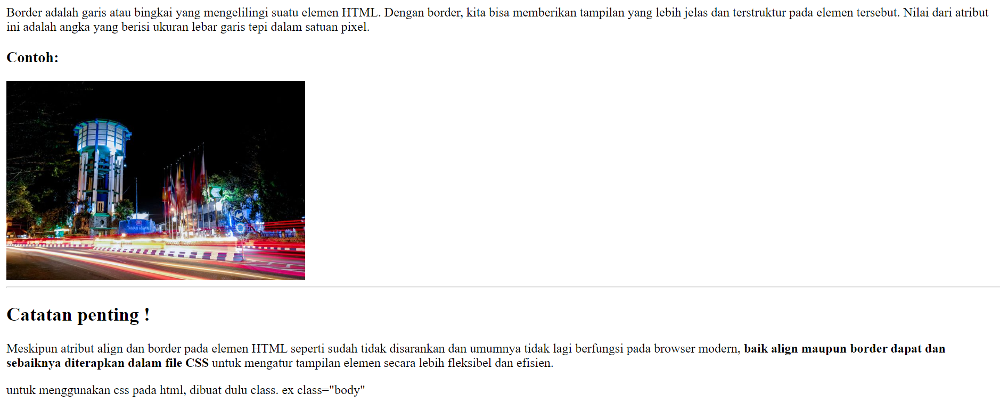 Border adalah garis atau bingkai yang mengelilingi suatu elemen HTML. Dengan border, kita bisa memberikan tampilan yang lebih jelas dan terstruktur pada elemen tersebut. Nilai dari atribut
ini adalah angka yang berisi ukuran lebar garis tepi dalam satuan pixel.
Contoh:
TAMAN ASEAN
Catatan penting !
Meskipun atribut align dan border pada elemen HTML seperti sudah tidak disarankan dan umumnya tidak lagi berfungsi pada browser modern, baik align maupun border dapat dan
sebaiknya diterapkan dalam file CSS untuk mengatur tampilan elemen secara lebih fleksibel dan efisien.
untuk menggunakan css pada html, dibuat dulu class. ex class="body"